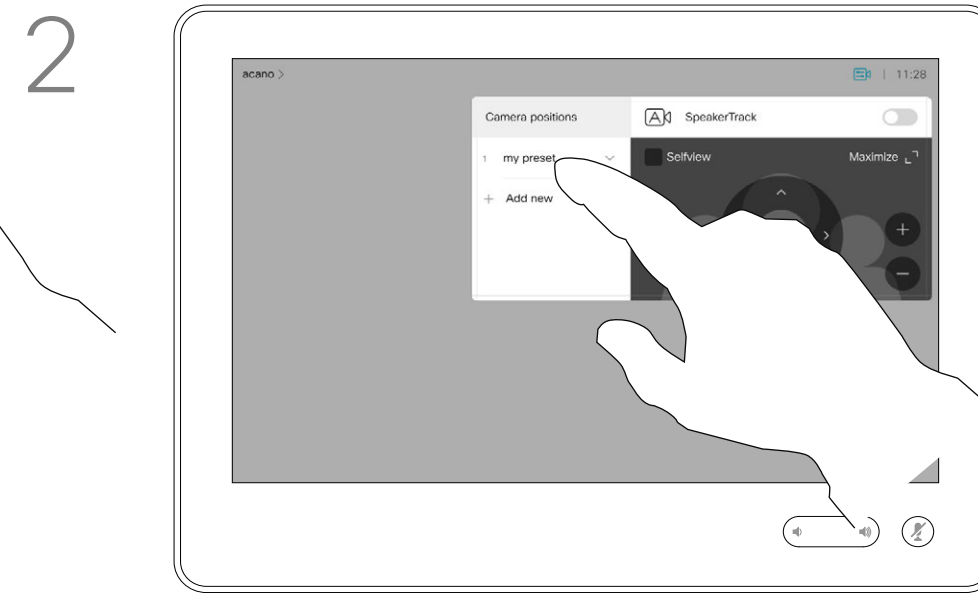 2
acano >
11:28
Camera positions
SpeakerTrack
1 my preset
Selfview
Maximize
+ Add new
+
−